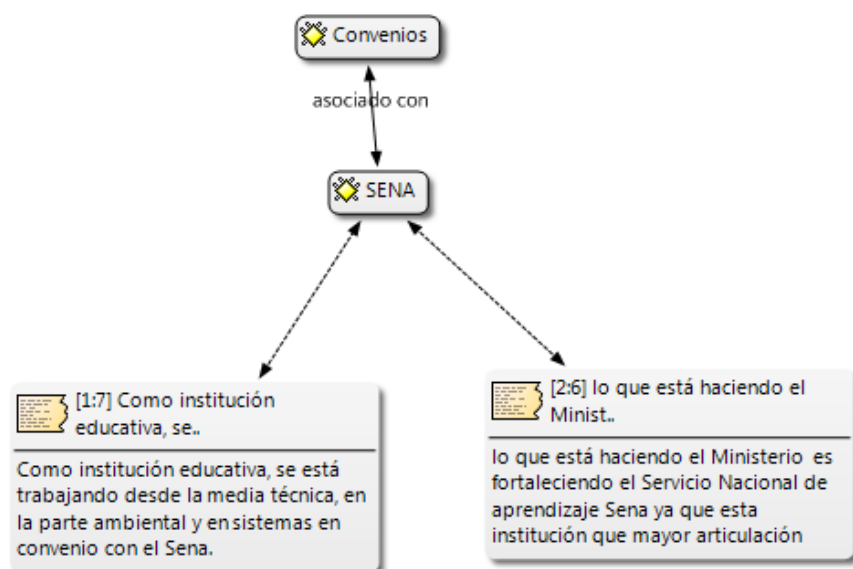 Convenios
asociado con
SENA
[1:7] Como institución
educativa, se..
Como institución educativa, se está
trabajando desde la media técnica, en
la parte ambiental y en sistemas en
convenio con el Sena.
[2:6] lo que está haciendo el
Minist..
lo que está haciendo el Ministerio es
fortaleciendo el Servicio Nacional de
aprendizaje Sena ya que esta
institución que mayor articulación